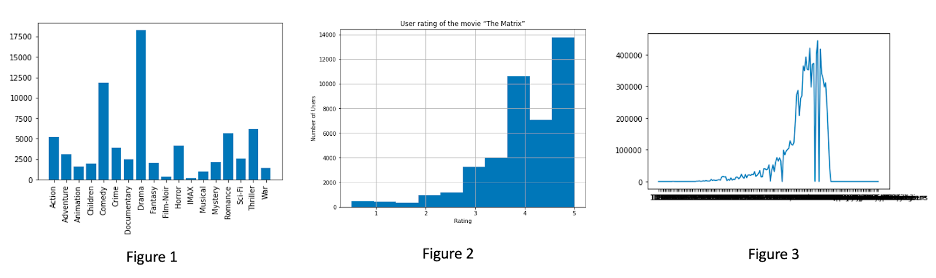 17500
15000
12500
10000
7500
5000
2500
0
Action
Adventure
Animation
Children
Comedy
Crime
Documentary
Drama
Fantasy
Film-Noir
Horror
IMAX
Musical
Mystery
Romance
Sci-Fi
Thriller
War
Figure 1
User rating of the movie "The Matrix"
14000
12000
10000
8000
6000
4000
2000
0
Number of Users
1 2 3 4 5
Rating
Figure 2
400000
300000
200000
100000
0
Figure 3